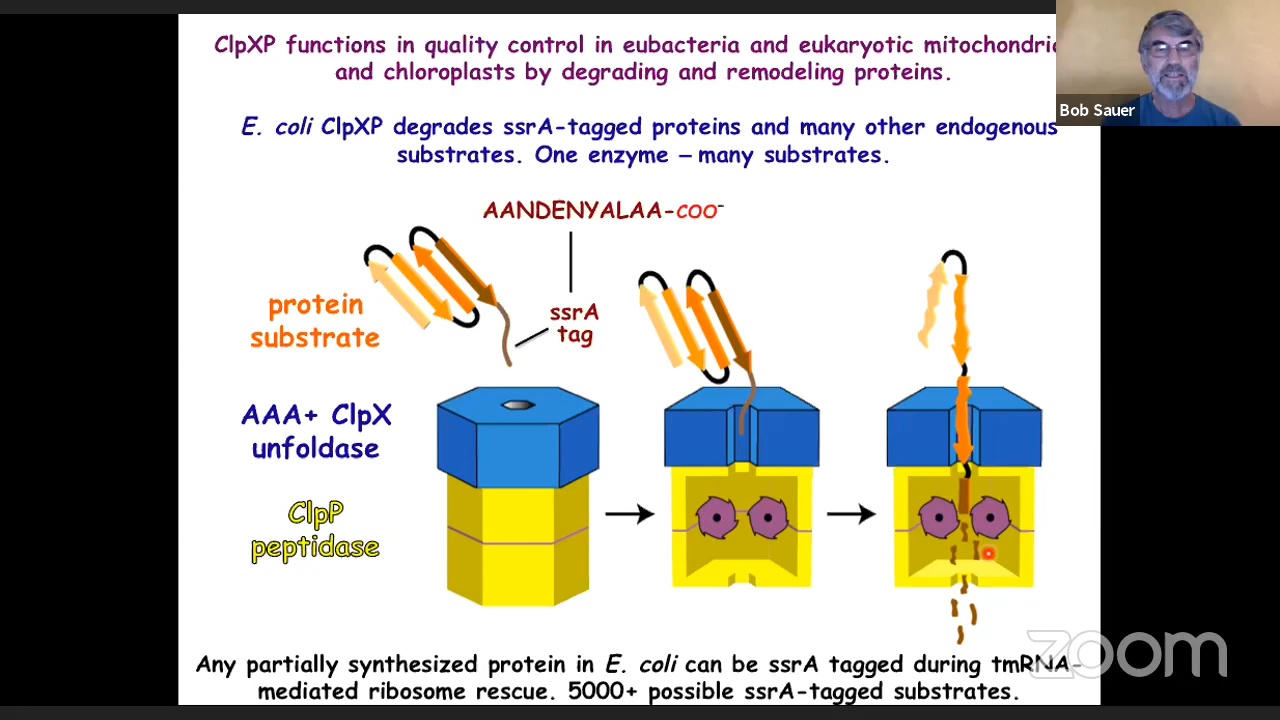 ClpXP functions in quality control in eubacteria and eukaryotic mitochondria
and chloroplasts by degrading and remodeling proteins.
Bob Sauer
E. coli ClpXP degrades ssrA-tagged proteins and many other endogenous
substrates. One enzyme – many substrates.
AANDENYALAA-COO⁻
protein
substrate
ssrA
tag
AAA+ ClpX
unfoldase
ClpP
peptidase
Any partially synthesized protein in E. coli can be ssrA tagged during tmRNA-
mediated ribosome rescue. 5000+ possible ssrA-tagged substrates.
zoom